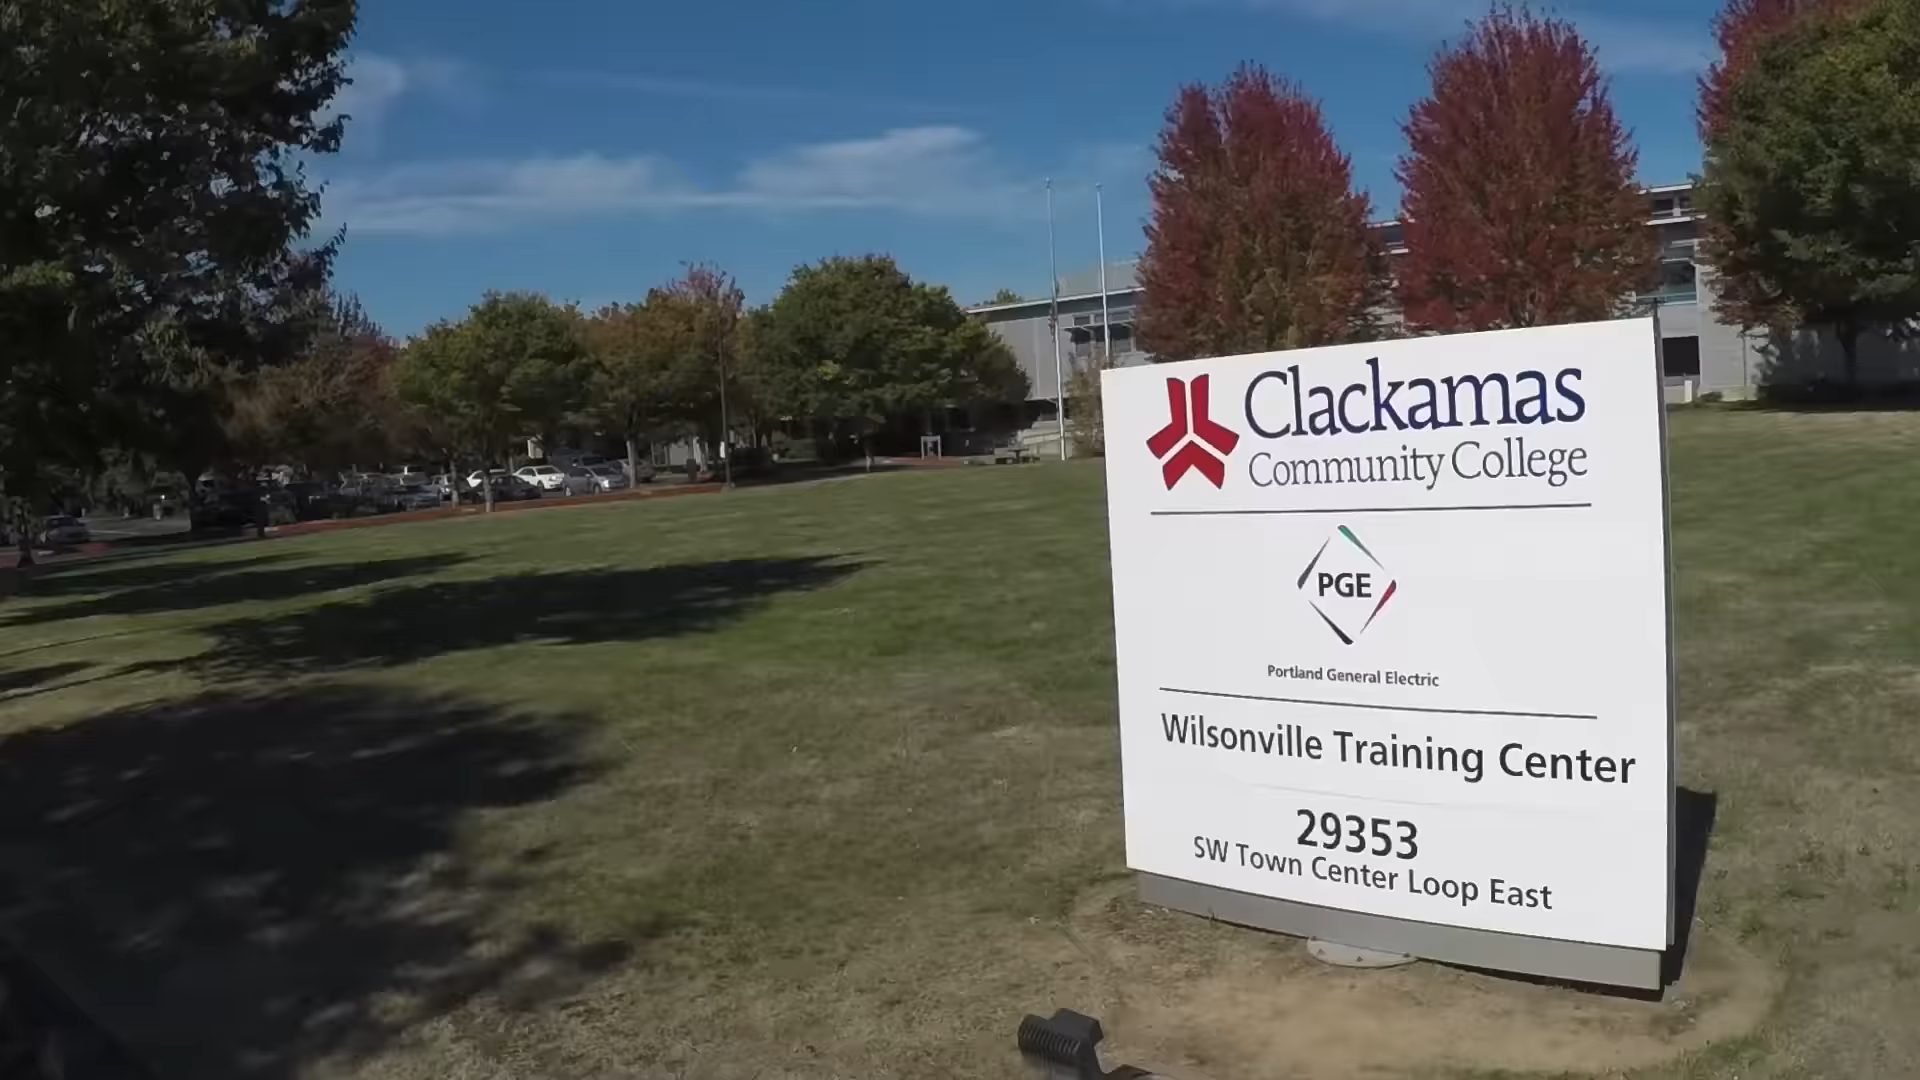 Clackamas
Community College
PGE
Portland General Electric
Wilsonville Training Center
29353
SW Town Center Loop East